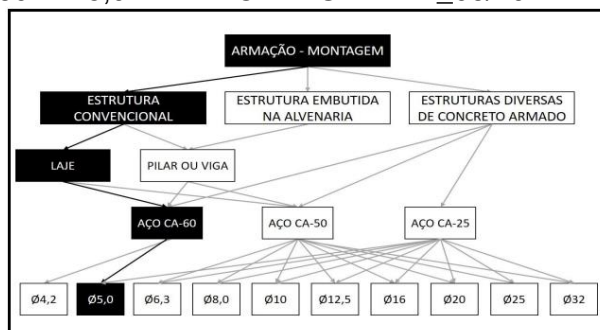 ARMAÇÃO - MONTAGEM
ESTRUTURA
CONVENCIONAL
ESTRUTURA EMBUTIDA
NA ALVENARIA
ESTRUTURAS DIVERSAS
DE CONCRETO ARMADO
LAJE
PILAR OU VIGA
AÇO CA-60
AÇO CA-50
AÇO CA-25
Ø4,2
Ø5,0
Ø6,3
Ø8,0
Ø10
Ø12,5
Ø16
Ø20
Ø25
Ø32